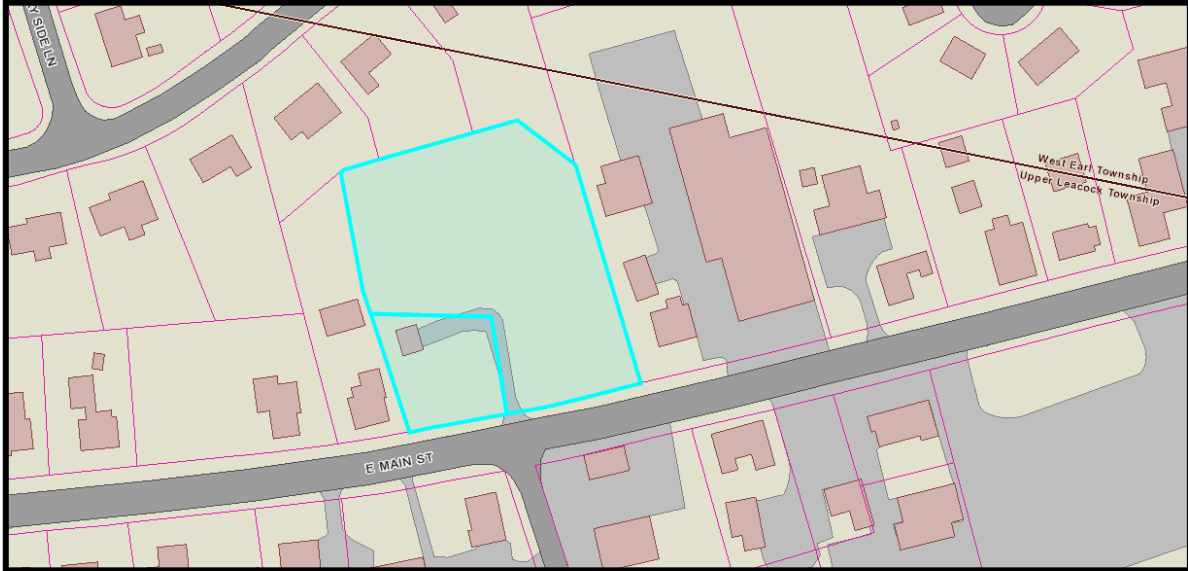 Y SIDE LN
West Earl Township
Upper Leacock Township
E MAIN ST